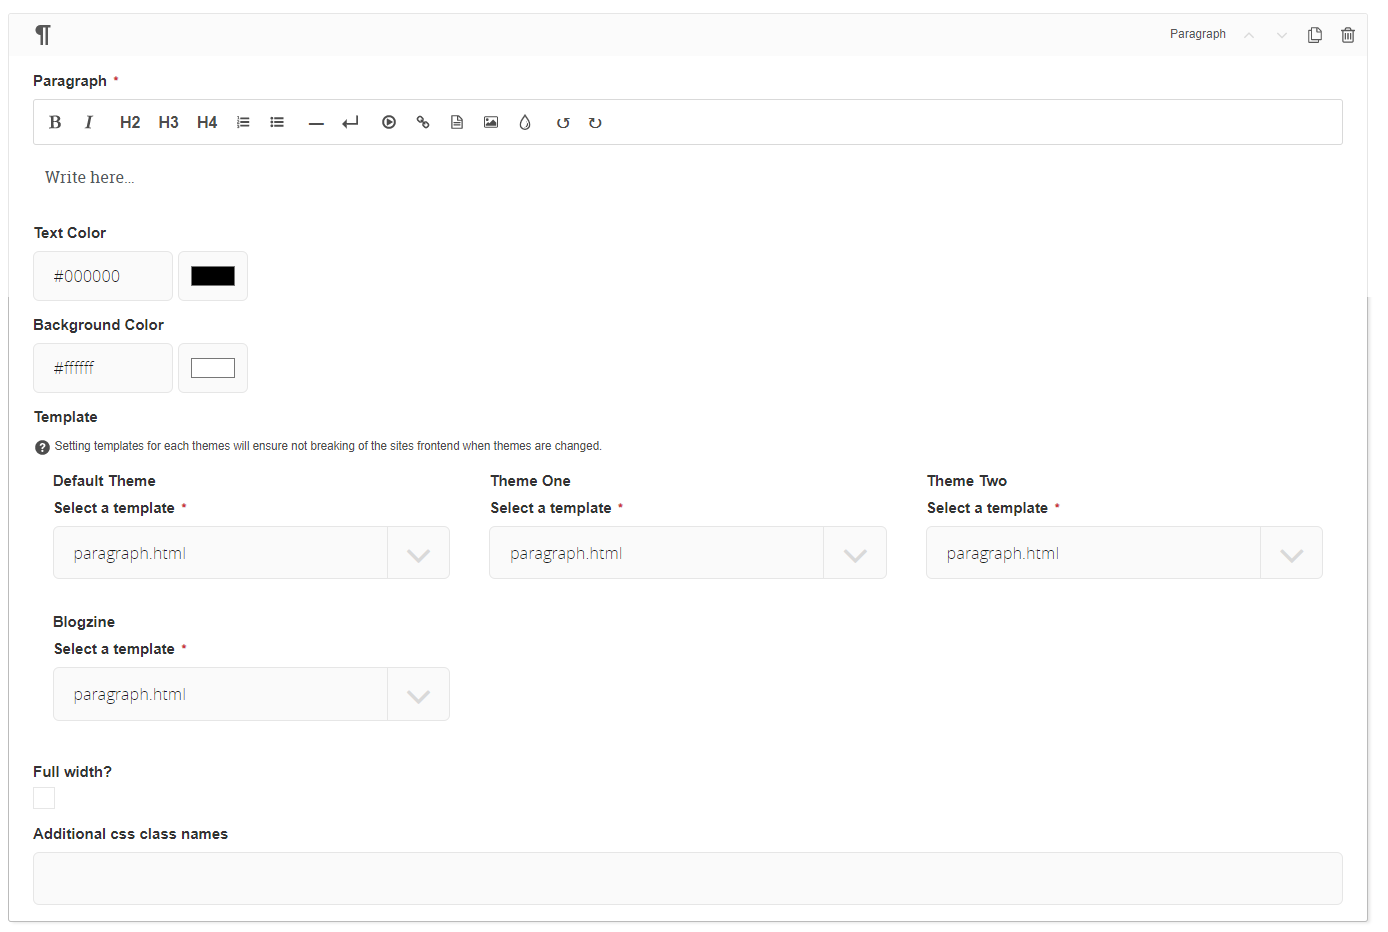 Paragraph
Paragraph *
B I H2 H3 H4
Write here…
Text Color
#000000
Background Color
#ffffff
Template
Setting templates for each themes will ensure not breaking of the sites frontend when themes are changed.
Default Theme
Select a template *
paragraph.html
Theme One
Select a template *
paragraph.html
Theme Two
Select a template *
paragraph.html
Blogzine
Select a template *
paragraph.html
Full width?
Additional css class names